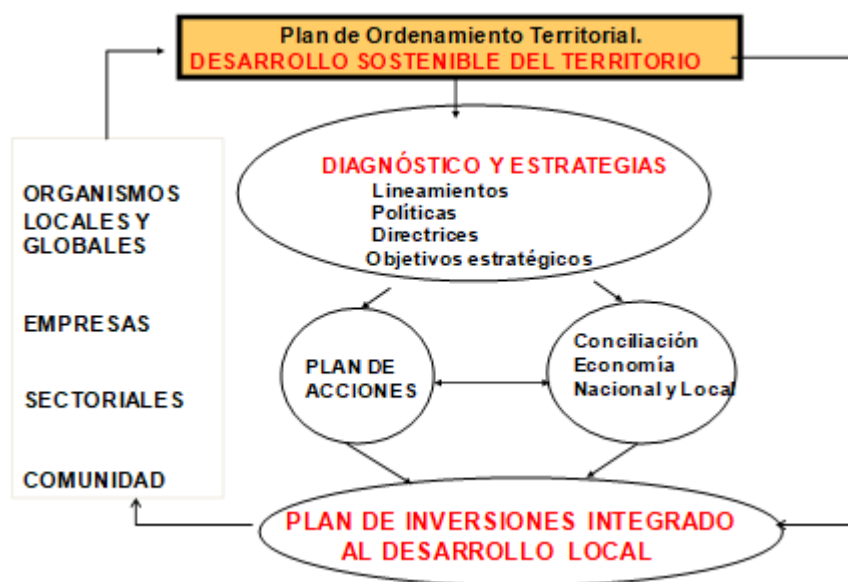 Plan de Ordenamiento Territorial.
DESARROLLO SOSTENIBLE DEL TERRITORIO
DIAGNÓSTICO Y ESTRATEGIAS
Lineamientos
Políticas
Directrices
Objetivos estratégicos
ORGANISMOS
LOCALES Y
GLOBALES
EMPRESAS
SECTORIALES
COMUNIDAD
PLAN DE
ACCIONES
Conciliación
Economía
Nacional y Local
PLAN DE INVERSIONES INTEGRADO
AL DESARROLLO LOCAL